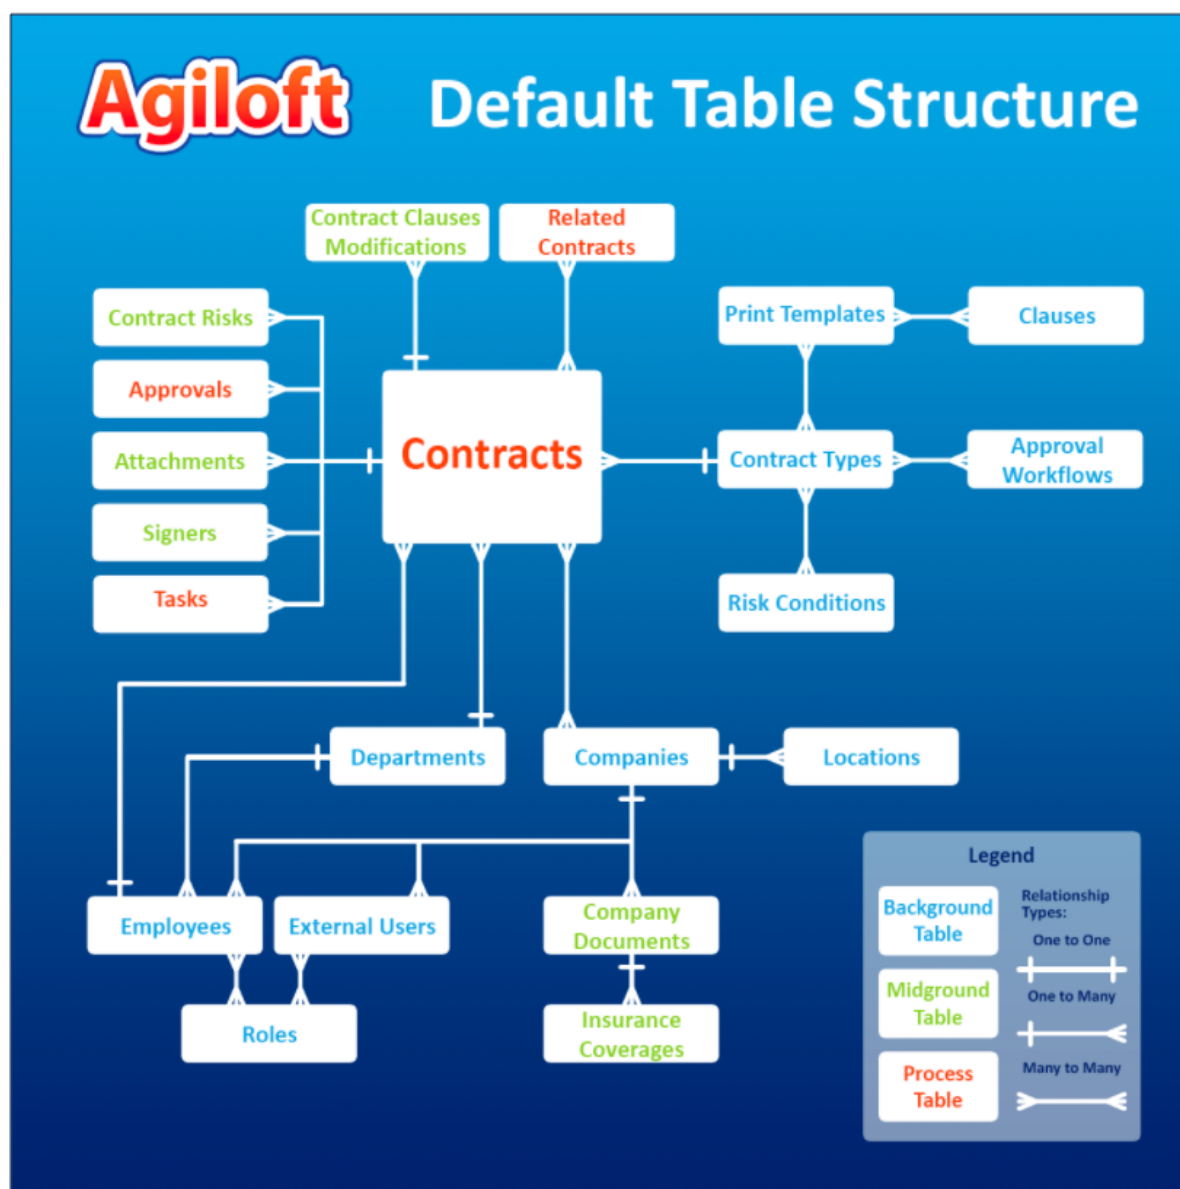 Agiloft
Default Table Structure
Contract Clauses
Modifications
Related
Contracts
Contract Risks
Approvals
Attachments
Signers
Tasks
Contracts
Print Templates
Clauses
Contract Types
Approval
Workflows
Risk Conditions
Departments
Companies
Locations
Employees
External Users
Company
Documents
Roles
Insurance
Coverages
Legend
Background
Table
Midground
Table
Process
Table
Relationship
Types:
One to One
One to Many
Many to Many